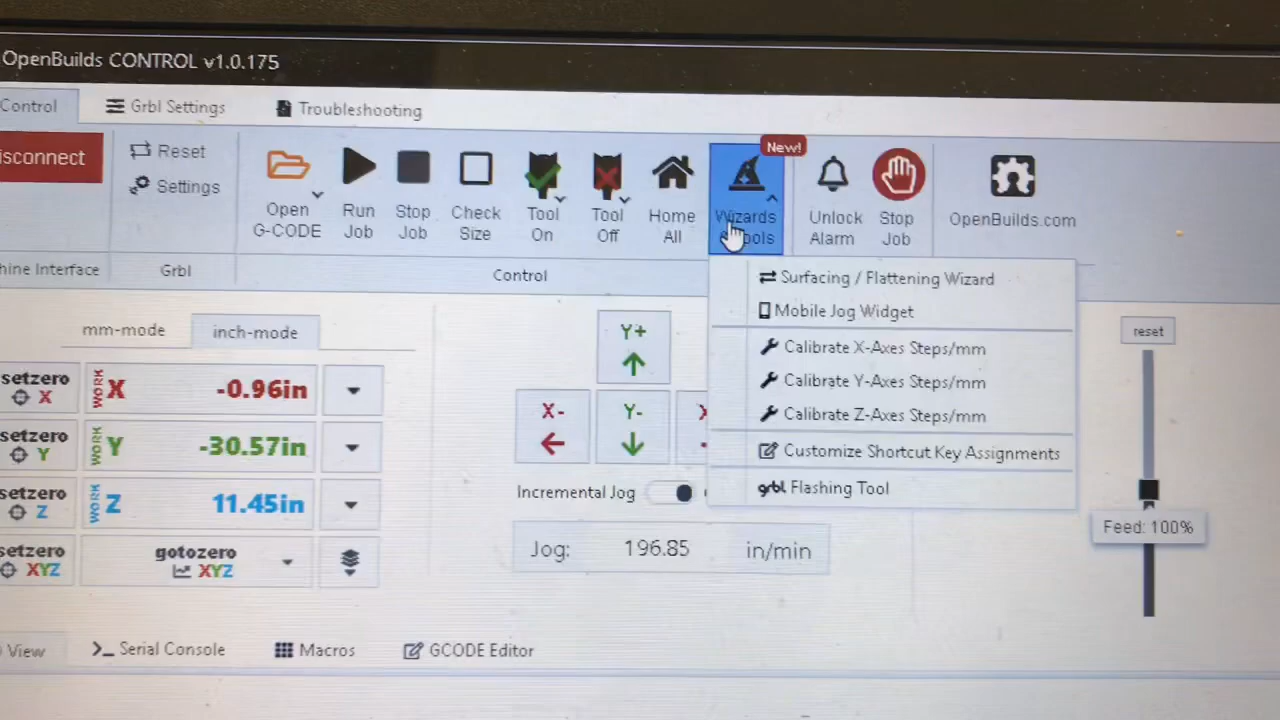 OpenBuilds CONTROL v1.0.175
Control
Grbl Settings
Troubleshooting
isconnect
Reset
Settings
Open
G-CODE
Run
Job
Stop
Job
Check
Size
Tool
On
Tool
Off
Home
All
New!
Wizards
Unlock
Alarm
Stop
Job
OpenBuilds.com
hine Interface
Grbl
Control
Surfacing / Flattening Wizard
Mobile Jog Widget
Calibrate X-Axes Steps/mm
Calibrate Y-Axes Steps/mm
Calibrate Z-Axes Steps/mm
Customize Shortcut Key Assignments
grbl Flashing Tool
mm-mode
inch-mode
setzero
X
WORK
X
-0.96in
setzero
Y
WORK
Y
-30.57in
setzero
Z
WORK
Z
11.45in
setzero
XYZ
gotozero
XYZ
Y+
X-
Y-
Incremental Jog
Jog: 196.85 in/min
reset
Feed: 100%
View
Serial Console
Macros
GCODE Editor